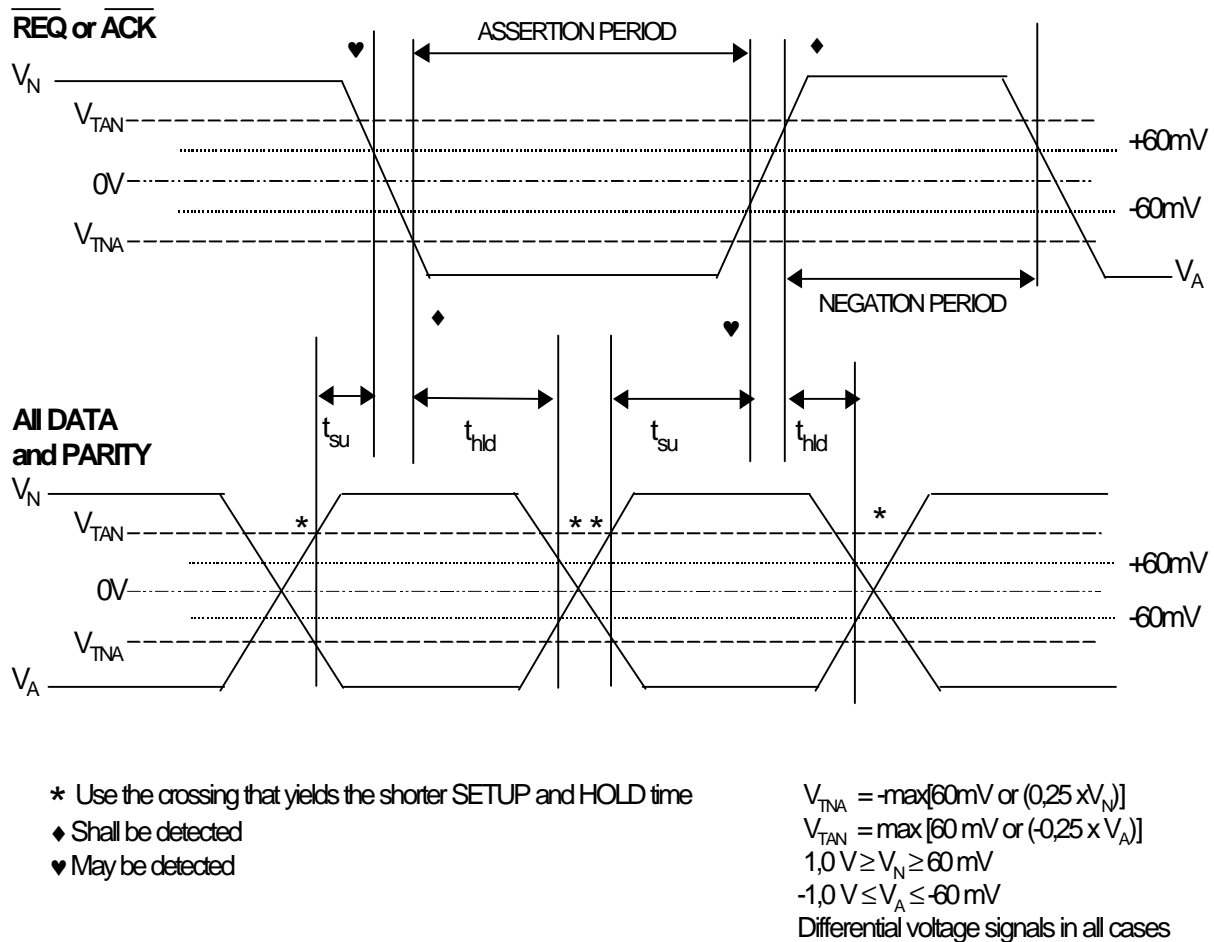 REQ or ACK
ASSERTION PERIOD
♥
♦
V_N
V_TAN
+60mV
0V
-60mV
V_TNA
V_A
NEGATION PERIOD
♦
♥
All DATA
and PARITY
t_su
t_hld
t_su
t_hld
V_N
V_TAN
*
* *
*
+60mV
0V
-60mV
V_TNA
V_A
* Use the crossing that yields the shorter SETUP and HOLD time
♦ Shall be detected
♥ May be detected
V_TNA = -max[60mV or (0,25 xV_N)]
V_TAN = max [60 mV or (-0,25 x V_A)]
1,0 V ≥ V_N ≥ 60 mV
-1,0 V ≤ V_A ≤ -60 mV
Differential voltage signals in all cases